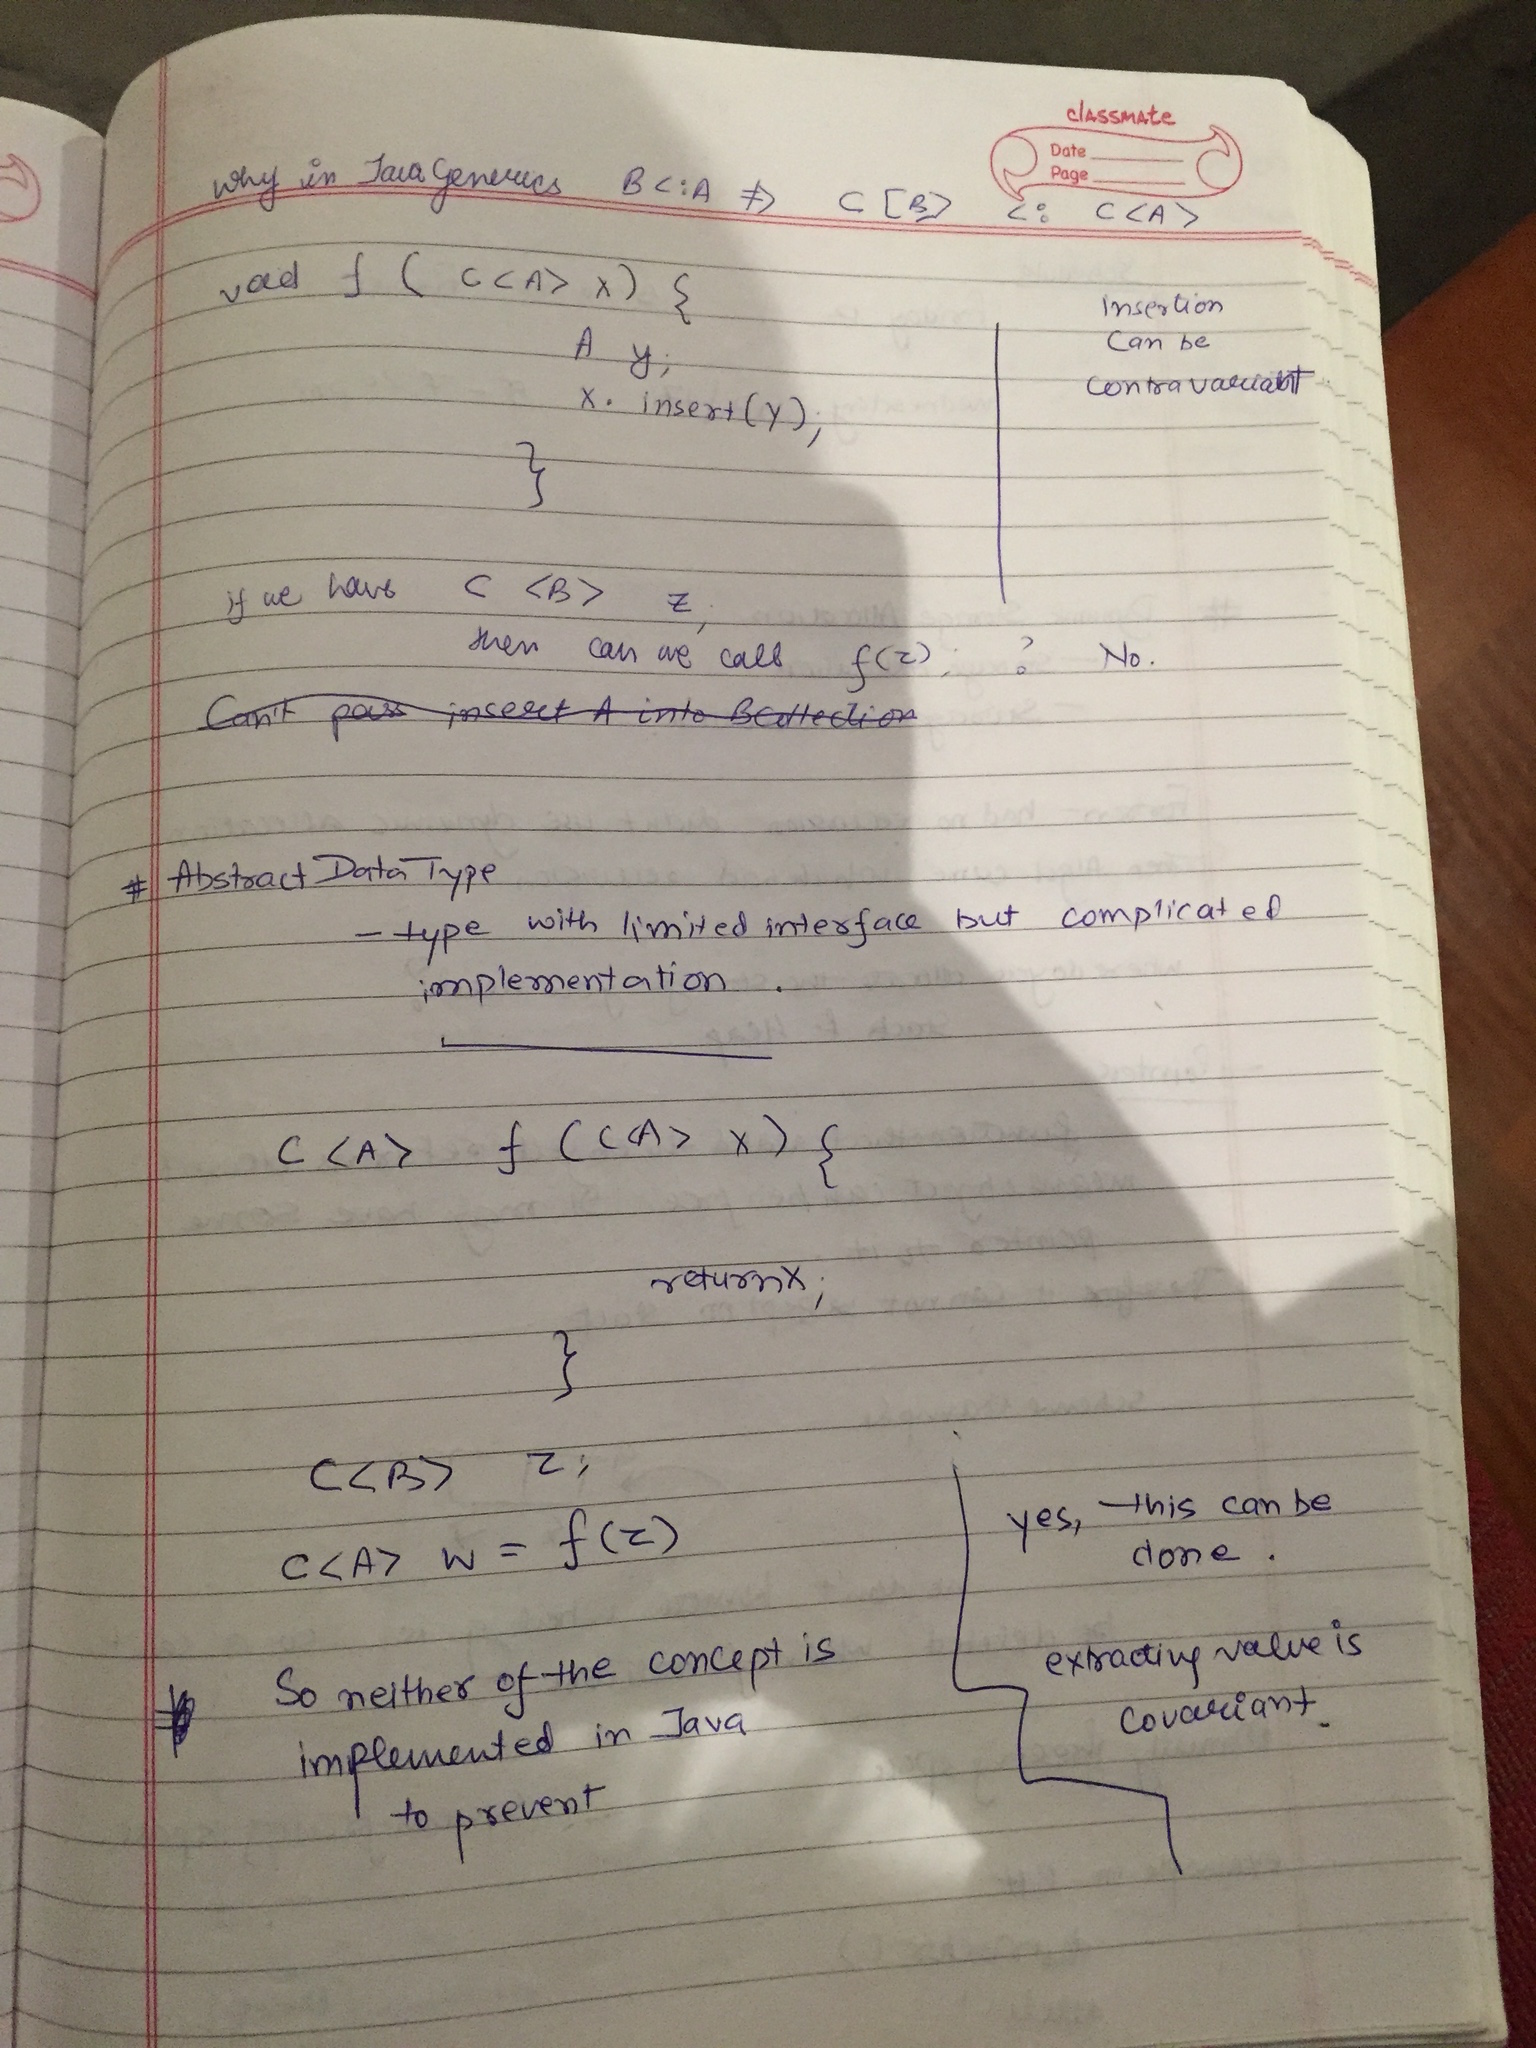 classmate
Date
Page
why in Java Generics B<:A ≠> C[B> <: C<A>
void f ( C<A> x) {
A y;
x. insert(y);
}
Insertion
Can be
Contravariant
if we have C <B> z;
then can we call f(z); ? No.
Can't pass insert A into B Collection
# Abstract Data Type
- type with limited interface but complicated
implementation.
C<A> f (C<A> x) {
return x;
}
C<B> z;
C<A> w = f(z)
yes, this can be
done.
extracting value is
Covariant.
So neither of the concept is
implemented in Java
to prevent